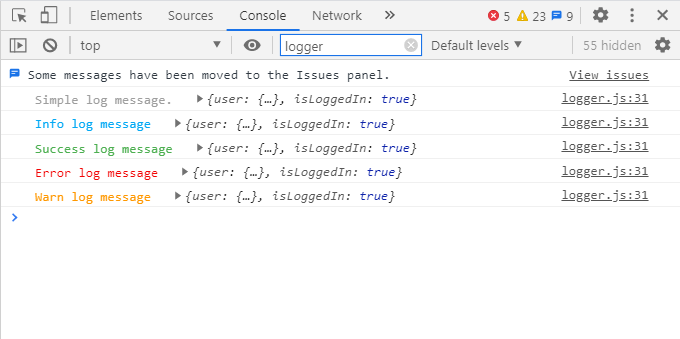 Elements Sources Console Network » 5 23 9
top logger Default levels 55 hidden
Some messages have been moved to the Issues panel. View issues
Simple log message. {user: {…}, isLoggedIn: true} logger.js:31
Info log message {user: {…}, isLoggedIn: true} logger.js:31
Success log message {user: {…}, isLoggedIn: true} logger.js:31
Error log message {user: {…}, isLoggedIn: true} logger.js:31
Warn log message {user: {…}, isLoggedIn: true} logger.js:31